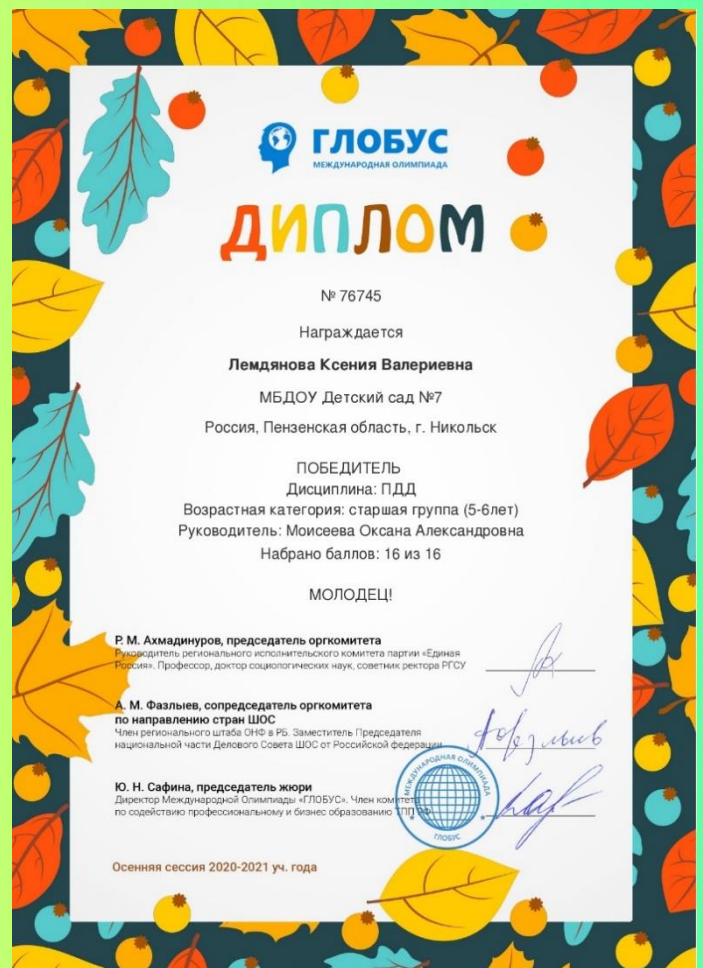 ГЛОБУС
МЕЖДУНАРОДНАЯ ОЛИМПИАДА
ДИПЛОМ
№ 76745
Награждается
Лемдянова Ксения Валериевна
МБДОУ Детский сад №7
Россия, Пензенская область, г. Никольск
ПОБЕДИТЕЛЬ
Дисциплина: ПДД
Возрастная категория: старшая группа (5-6лет)
Руководитель: Моисеева Оксана Александровна
Набрано баллов: 16 из 16
МОЛОДЕЦ!
Р. М. Ахмадинуров, председатель оргкомитета
Руководитель регионального исполнительского комитета партии «Единая
Россия». Профессор, доктор социологических наук, советник ректора РГСУ
А. М. Фазлыев, сопредседатель оргкомитета
по направлению стран ШОС
Член регионального штаба ОНФ в РБ. Заместитель Председателя
национальной части Делового Совета ШОС от Российской федерации
Ю. Н. Сафина, председатель жюри
Директор Международной Олимпиады «ГЛОБУС». Член комитета
по содействию профессиональному и бизнес образованию ТПП РФ
МЕЖДУНАРОДНАЯ ОЛИМПИАДА
ГЛОБУС
Осенняя сессия 2020-2021 уч. года